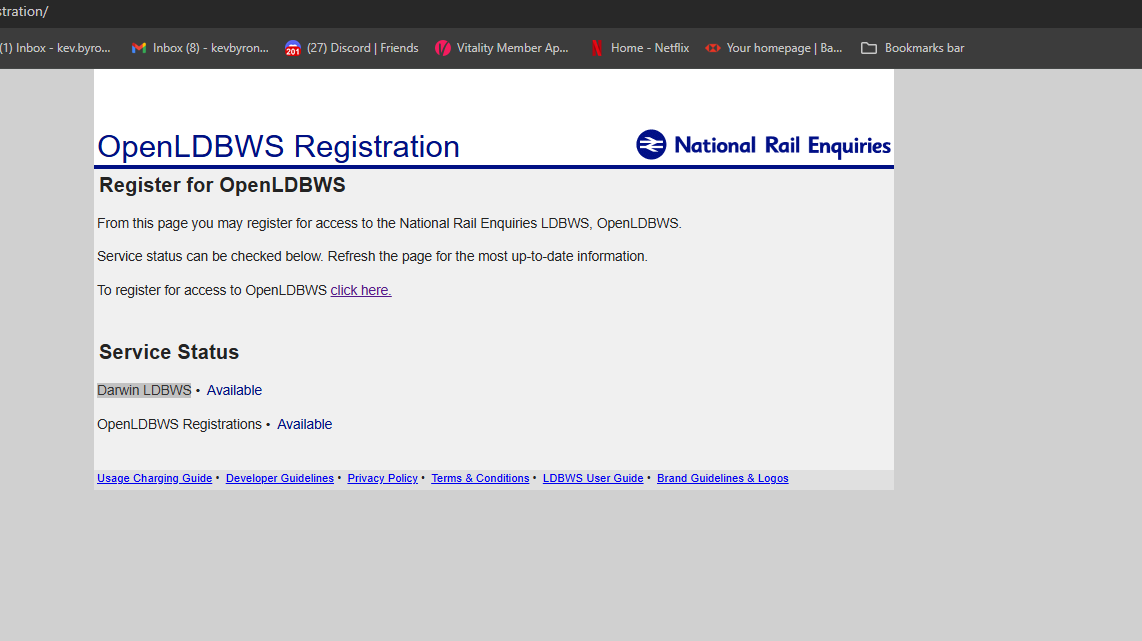 stration/
(1) Inbox - kev.byro... Inbox (8) - kevbyron... 201 (27) Discord | Friends Vitality Member Ap... Home - Netflix Your homepage | Ba... Bookmarks bar
OpenLDBWS Registration National Rail Enquiries
Register for OpenLDBWS
From this page you may register for access to the National Rail Enquiries LDBWS, OpenLDBWS.
Service status can be checked below. Refresh the page for the most up-to-date information.
To register for access to OpenLDBWS click here.
Service Status
Darwin LDBWS • Available
OpenLDBWS Registrations • Available
Usage Charging Guide • Developer Guidelines • Privacy Policy • Terms & Conditions • LDBWS User Guide • Brand Guidelines & Logos